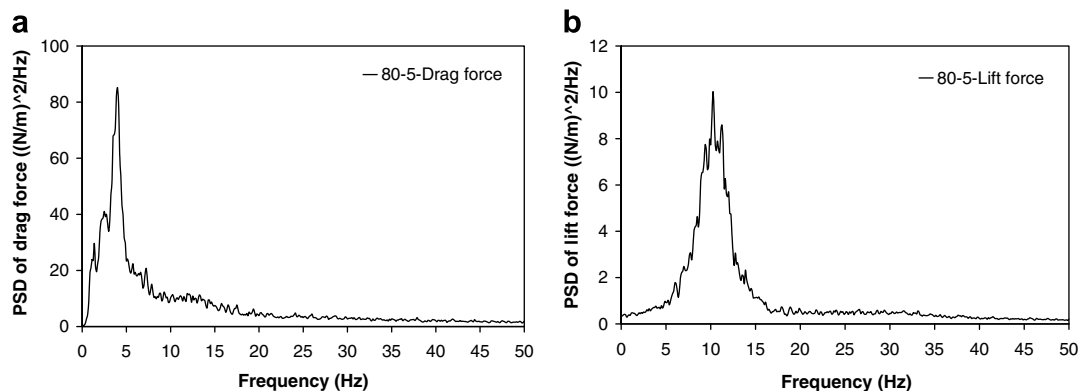 a
PSD of drag force ((N/m)^2/Hz)
100
80
60
40
20
0
80-5-Drag force
0 5 10 15 20 25 30 35 40 45 50
Frequency (Hz)
b
PSD of lift force ((N/m)^2/Hz)
12
10
8
6
4
2
0
80-5-Lift force
0 5 10 15 20 25 30 35 40 45 50
Frequency (Hz)